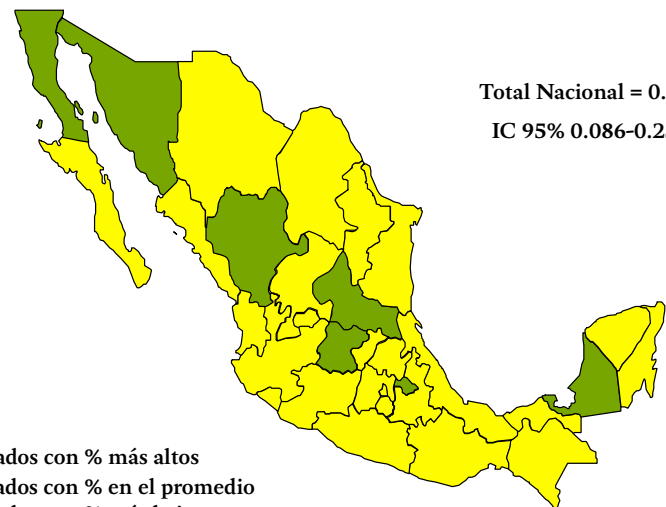 Total Nacional = 0.
IC 95% 0.086-0.2
ados con % más altos
ados con % en el promedio